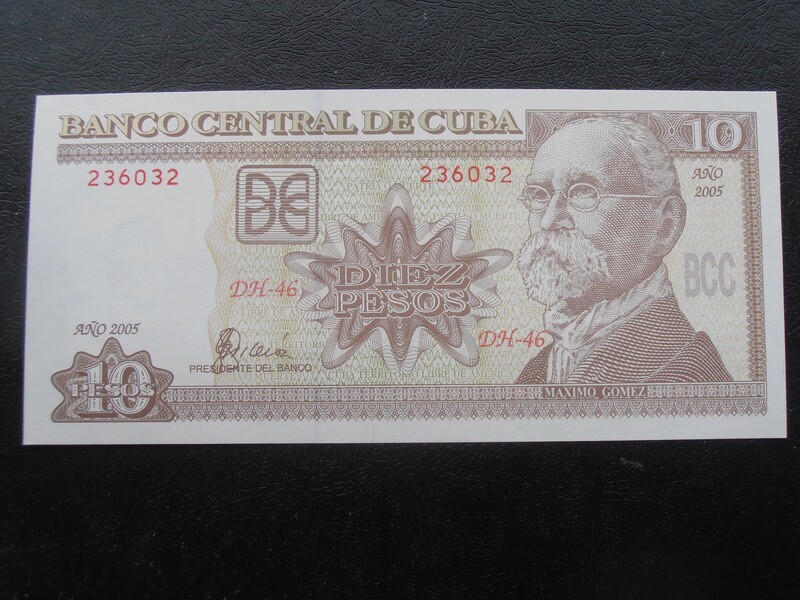 BANCO CENTRAL DE CUBA
10
236032
236032
AÑO
2005
BCC
DIEZ
PESOS
DH-46
DH-46
AÑO 2005
PRESIDENTE DEL BANCO
10
PESOS
MAXIMO GOMEZ